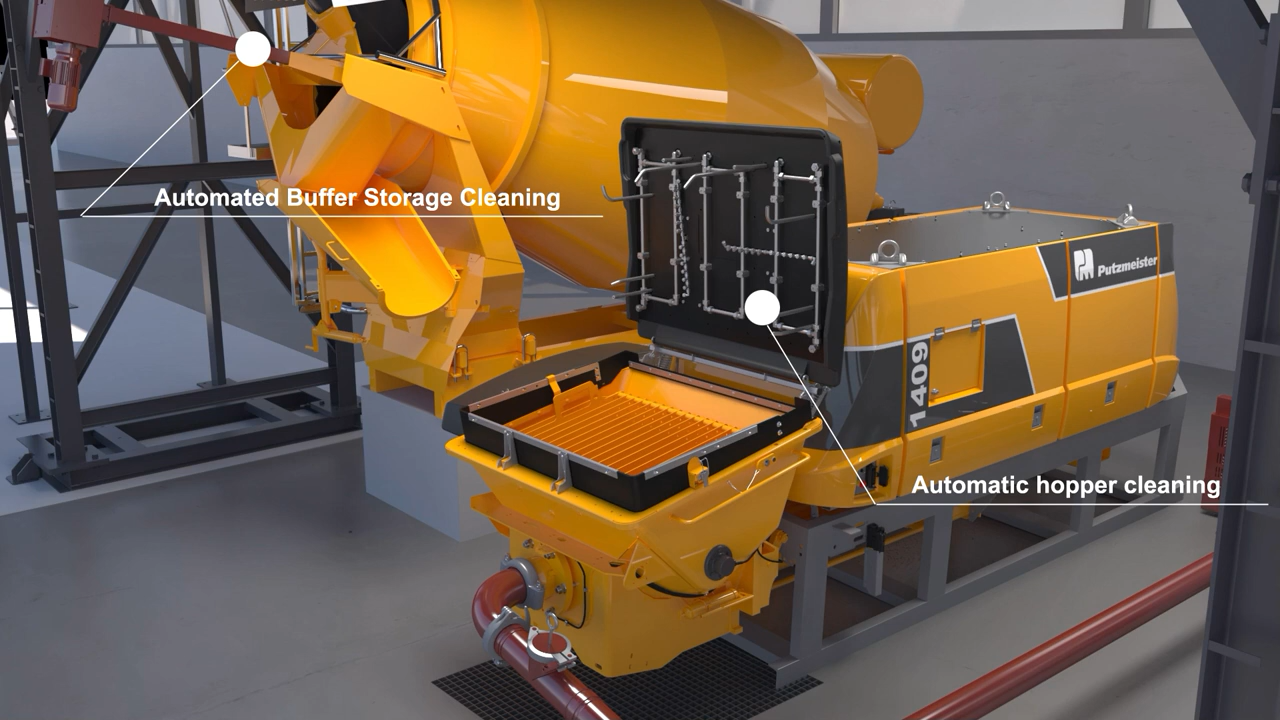 Automated Buffer Storage Cleaning
Putzmeister
1409
Automatic hopper cleaning